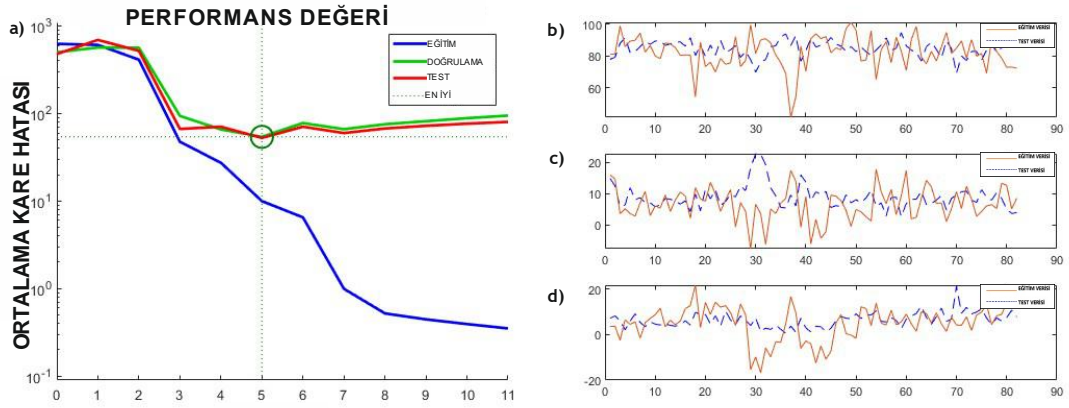 PERFORMANS DEĞERİ
a)
ORTALAMA KARE HATASI
10^3
10^2
10^1
10^0
10^-1
EĞİTİM
DOĞRULAMA
TEST
EN İYİ
0 1 2 3 4 5 6 7 8 9 10 11
b)
100
80
60
EĞİTİM VERİSİ
TEST VERİSİ
0 10 20 30 40 50 60 70 80 90
c)
20
10
0
EĞİTİM VERİSİ
TEST VERİSİ
0 10 20 30 40 50 60 70 80 90
d)
20
0
-20
EĞİTİM VERİSİ
TEST VERİSİ
0 10 20 30 40 50 60 70 80 90